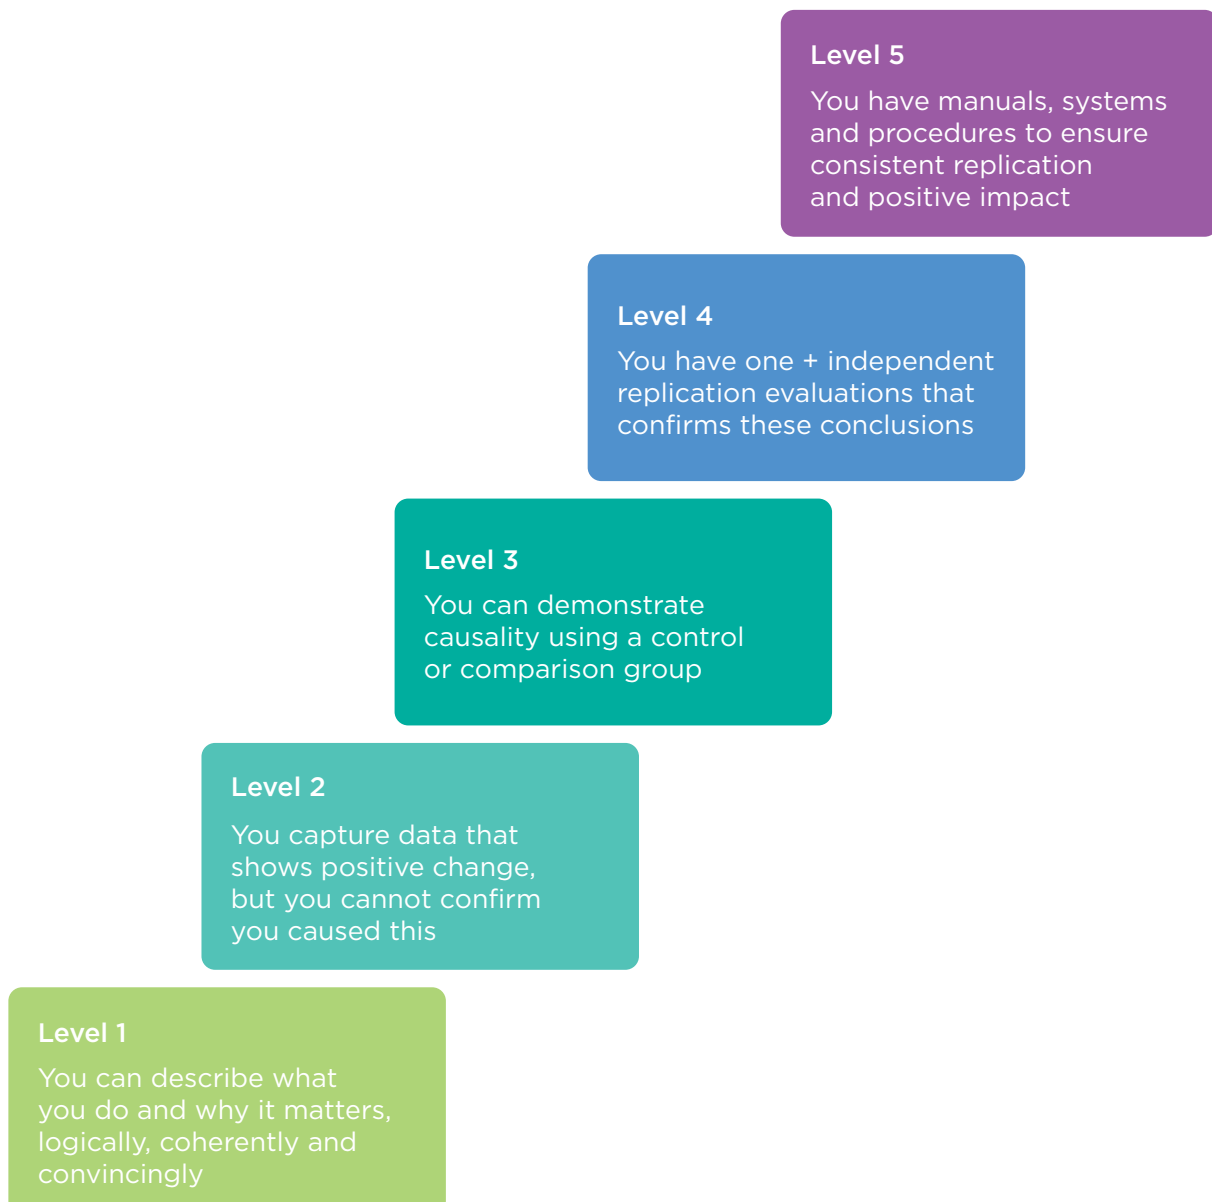 Level 5
You have manuals, systems
and procedures to ensure
consistent replication
and positive impact
Level 4
You have one + independent
replication evaluations that
confirms these conclusions
Level 3
You can demonstrate
causality using a control
or comparison group
Level 2
You capture data that
shows positive change,
but you cannot confirm
you caused this
Level 1
You can describe what
you do and why it matters,
logically, coherently and
convincingly